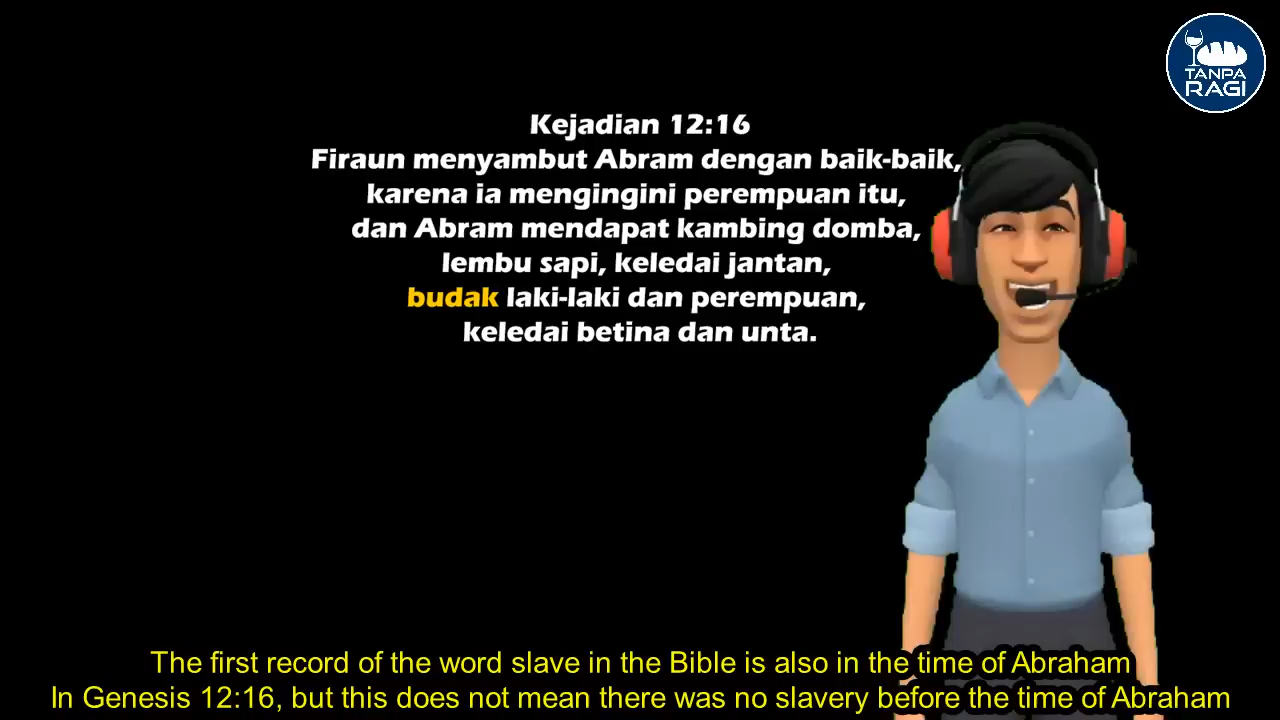 TANPA
RAGI
Kejadian 12:16
Firaun menyambut Abram dengan baik-baik,
karena ia mengingini perempuan itu,
dan Abram mendapat kambing domba,
lembu sapi, keledai jantan,
budak laki-laki dan perempuan,
keledai betina dan unta.
The first record of the word slave in the Bible is also in the time of Abraham
In Genesis 12:16, but this does not mean there was no slavery before the time of Abraham